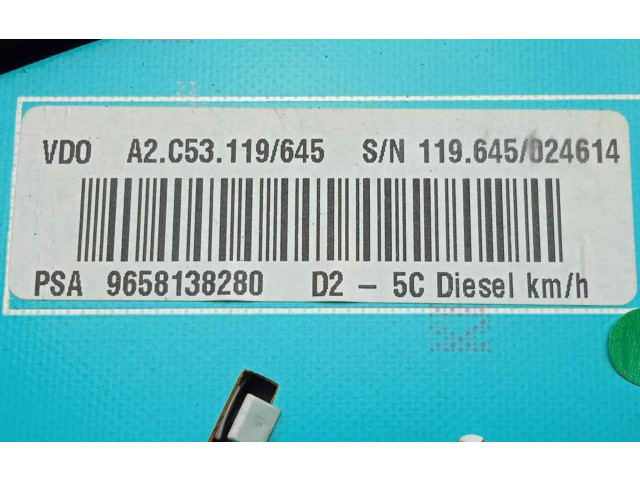 VDO A2.C53.119/645 S/N 119.645/024614
PSA 9658138280 D2 - 5C Diesel km/h